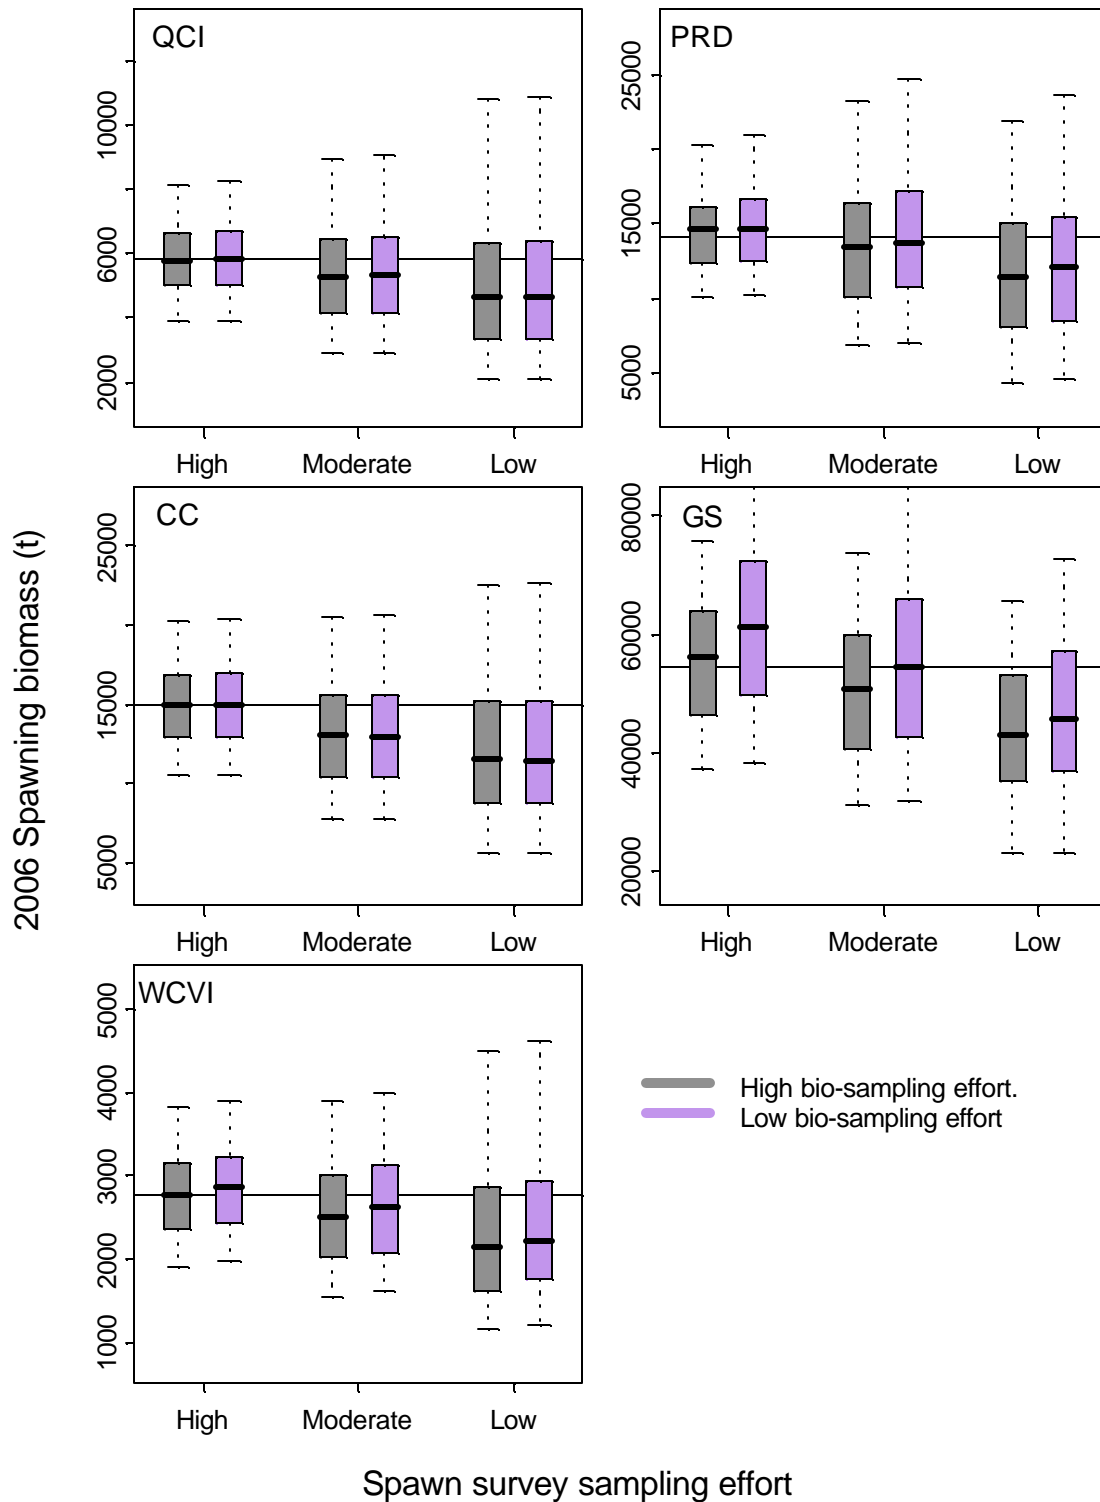 2006 Spawning biomass (t)
QCI
10000
6000
2000
High Moderate Low
PRD
25000
15000
5000
High Moderate Low
CC
25000
15000
5000
High Moderate Low
GS
80000
60000
40000
20000
High Moderate Low
WCVI
5000
4000
3000
2000
1000
High Moderate Low
High bio-sampling effort.
Low bio-sampling effort
Spawn survey sampling effort